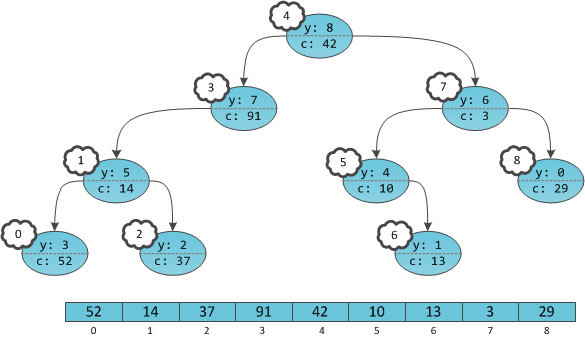 4
y: 8
c: 42
3
y: 7
c: 91
7
y: 6
c: 3
1
y: 5
c: 14
5
y: 4
c: 10
8
y: 0
c: 29
0
y: 3
c: 52
2
y: 2
c: 37
6
y: 1
c: 13
52 14 37 91 42 10 13 3 29
0 1 2 3 4 5 6 7 8